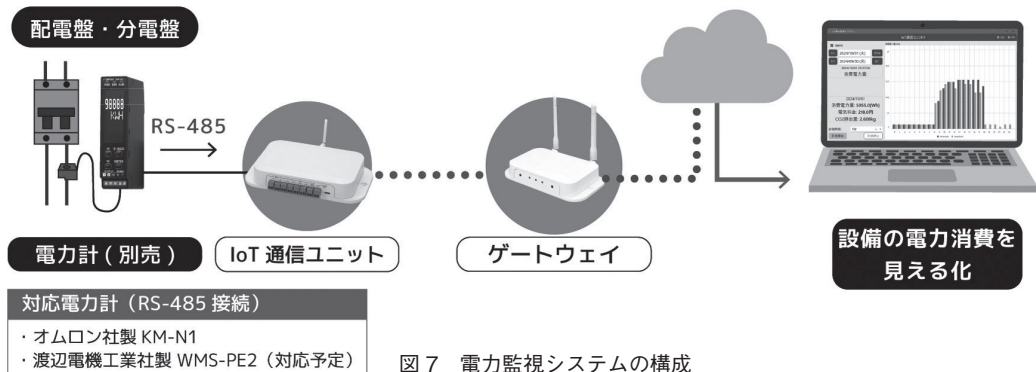 配電盤・分電盤
88888
KWH
RS-485
電力計(別売)
IoT 通信ユニット
ゲートウェイ
設備の電力消費を
見える化
対応電力計(RS-485 接続)
・オムロン社製 KM-N1
・渡辺電機工業社製 WMS-PE2(対応予定)
図7 電力監視システムの構成